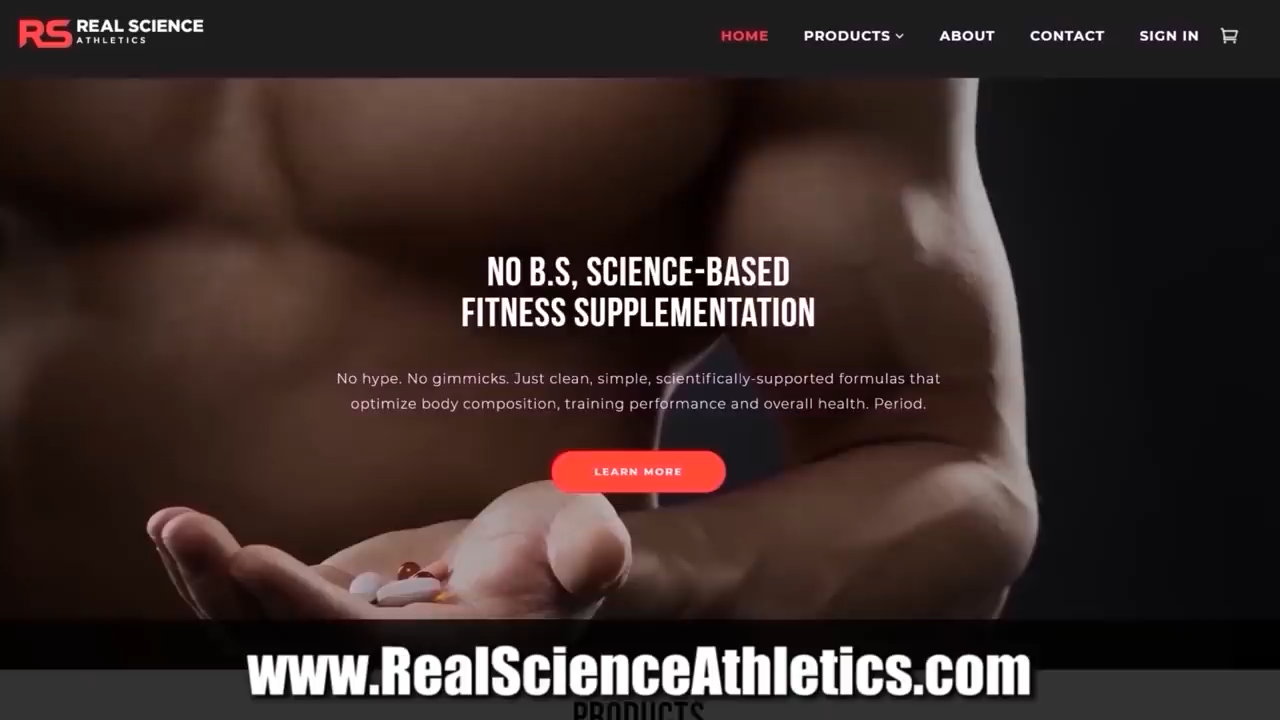 RS REAL SCIENCE
ATHLETICS
HOME PRODUCTS ABOUT CONTACT SIGN IN
NO B.S, SCIENCE-BASED
FITNESS SUPPLEMENTATION
No hype. No gimmicks. Just clean, simple, scientifically-supported formulas that
optimize body composition, training performance and overall health. Period.
LEARN MORE
www.RealScienceAthletics.com
PRODUCTS